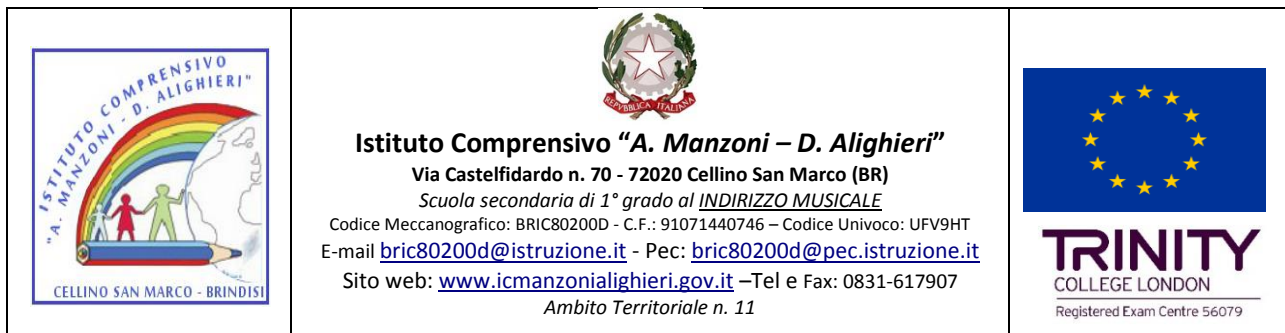 ISTITUTO COMPRENSIVO
"A. MANZONI - D. ALIGHIERI"
CELLINO SAN MARCO - BRINDISI
REPVBBLICA ITALIANA
Istituto Comprensivo “A. Manzoni – D. Alighieri”
Via Castelfidardo n. 70 - 72020 Cellino San Marco (BR)
Scuola secondaria di 1° grado al INDIRIZZO MUSICALE
Codice Meccanografico: BRIC80200D - C.F.: 91071440746 – Codice Univoco: UFV9HT
E-mail bric80200d@istruzione.it - Pec: bric80200d@pec.istruzione.it
Sito web: www.icmanzonialighieri.gov.it –Tel e Fax: 0831-617907
Ambito Territoriale n. 11
TRINITY
COLLEGE LONDON
Registered Exam Centre 56079